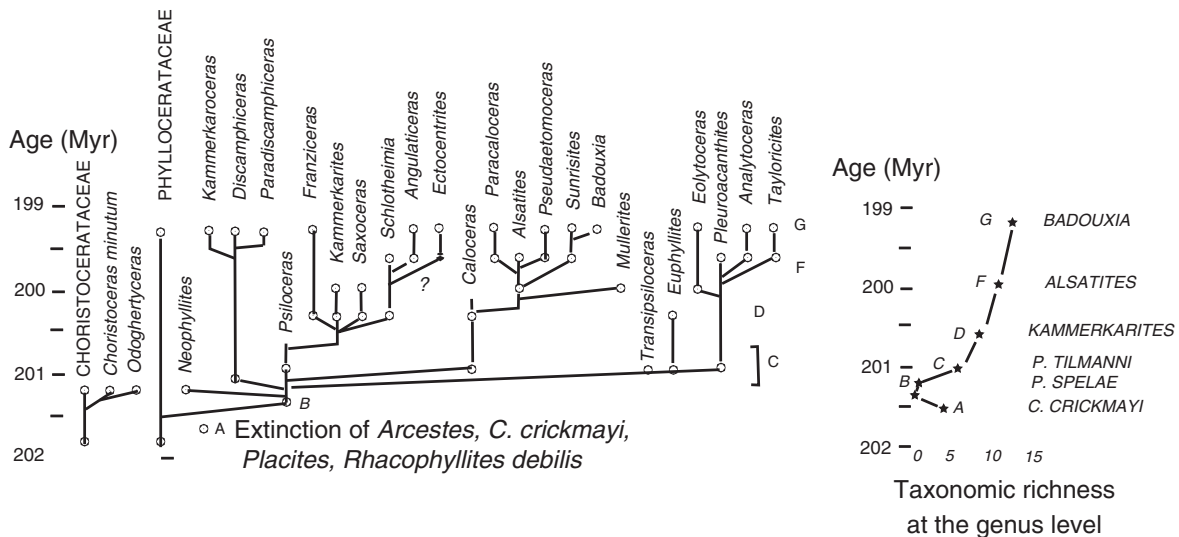 Age (Myr)
199
200
201
202
CHORISTOCERATACEAE
Choristoceras minutum
Odoghertyceras
PHYLLOCERATACEAE
Neophyllites
Kammerkaroceras
Discamphiceras
Paradiscamphiceras
Psiloceras
Franziceras
Kammerkarites
Saxoceras
Schlotheimia
Angulaticeras
Ectocentrites
Caloceras
Paracaloceras
Alsatites
Pseudaetomoceras
Sunrisites
Badouxia
Mullerites
Transipsiloceras
Euphyllites
Eolytoceras
Pleuroacanthites
Analytoceras
Tayloricites
G
F
?
D
C
B
A Extinction of Arcestes, C. crickmayi,
Placites, Rhacophyllites debilis
Age (Myr)
199
200
201
202
G BADOUXIA
F ALSATITES
D KAMMERKARITES
C P. TILMANNI
B P. SPELAE
A C. CRICKMAYI
0 5 10 15
Taxonomic richness
at the genus level